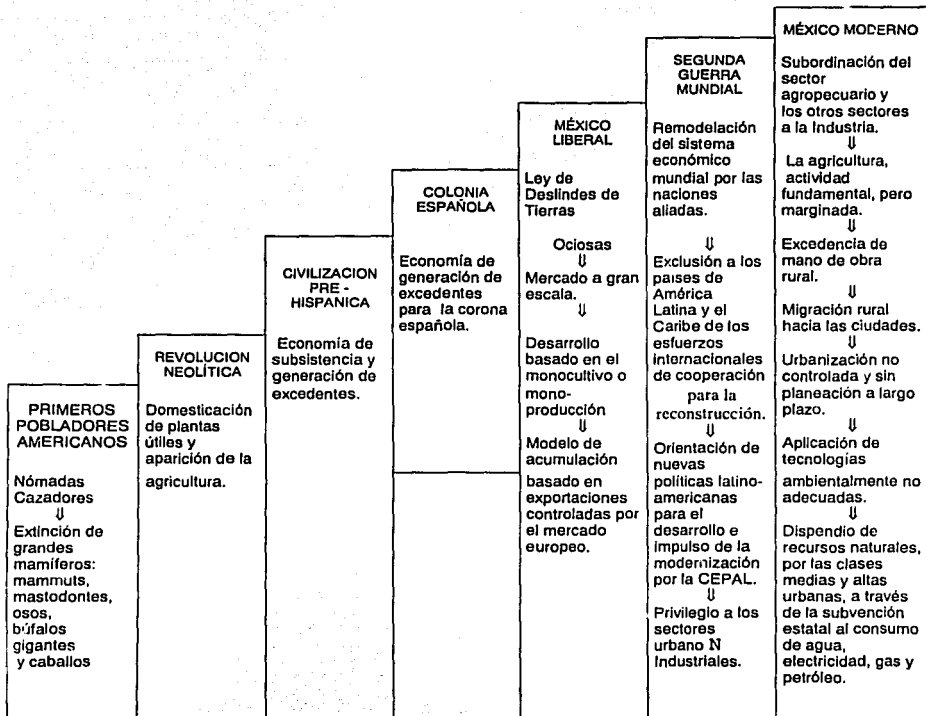 PRIMEROS
POBLADORES
AMERICANOS
Nómadas
Cazadores
⇓
Extinción de
grandes
mamíferos:
mammuts,
mastodontes,
osos,
búfalos
gigantes
y caballos
REVOLUCION
NEOLÍTICA
Domesticación
de plantas
útiles y
aparición de la
agricultura.
CIVILIZACION
PRE -
HISPANICA
Economía de
subsistencia y
generación de
excedentes.
COLONIA
ESPAÑOLA
Economía de
generación de
excedentes
para la corona
española.
MÉXICO
LIBERAL
Ley de
Deslindes de
Tierras
Ociosas
⇓
Mercado a gran
escala.
⇓
Desarrollo
basado en el
monocultivo o
mono-
producción
⇓
Modelo de
acumulación
basado en
exportaciones
controladas por
el mercado
europeo.
SEGUNDA
GUERRA
MUNDIAL
Remodelación
del sistema
económico
mundial por las
naciones
aliadas.
⇓
Exclusión a los
países de
América
Latina y el
Caribe de los
esfuerzos
internacionales
de cooperación
para la
reconstrucción.
⇓
Orientación de
nuevas
políticas latino-
americanas
para el
desarrollo e
impulso de la
modernización
por la CEPAL.
⇓
Privilegio a los
sectores
urbano N
Industriales.
MÉXICO MODERNO
Subordinación del
sector
agropecuario y
los otros sectores
a la Industria.
⇓
La agricultura,
actividad
fundamental, pero
marginada.
⇓
Excedencia de
mano de obra
rural.
⇓
Migración rural
hacia las ciudades.
⇓
Urbanización no
controlada y sin
planeación a largo
plazo.
⇓
Aplicación de
tecnologías
ambientalmente no
adecuadas.
⇓
Dispendio de
recursos naturales,
por las clases
medias y altas
urbanas, a través
de la subvención
estatal al consumo
de agua,
electricidad, gas y
petróleo.